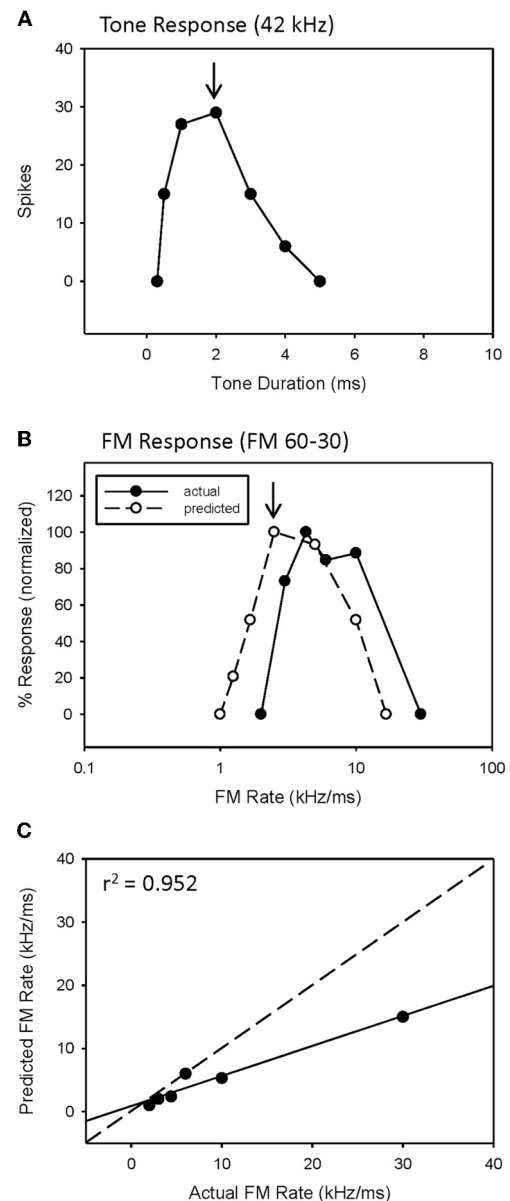 A
Tone Response (42 kHz)
40
30
20
10
0
Spikes
0 2 4 6 8 10
Tone Duration (ms)
B
FM Response (FM 60-30)
actual
predicted
120
100
80
60
40
20
0
% Response (normalized)
0.1 1 10 100
FM Rate (kHz/ms)
C
r² = 0.952
40
30
20
10
0
Predicted FM Rate (kHz/ms)
0 10 20 30 40
Actual FM Rate (kHz/ms)